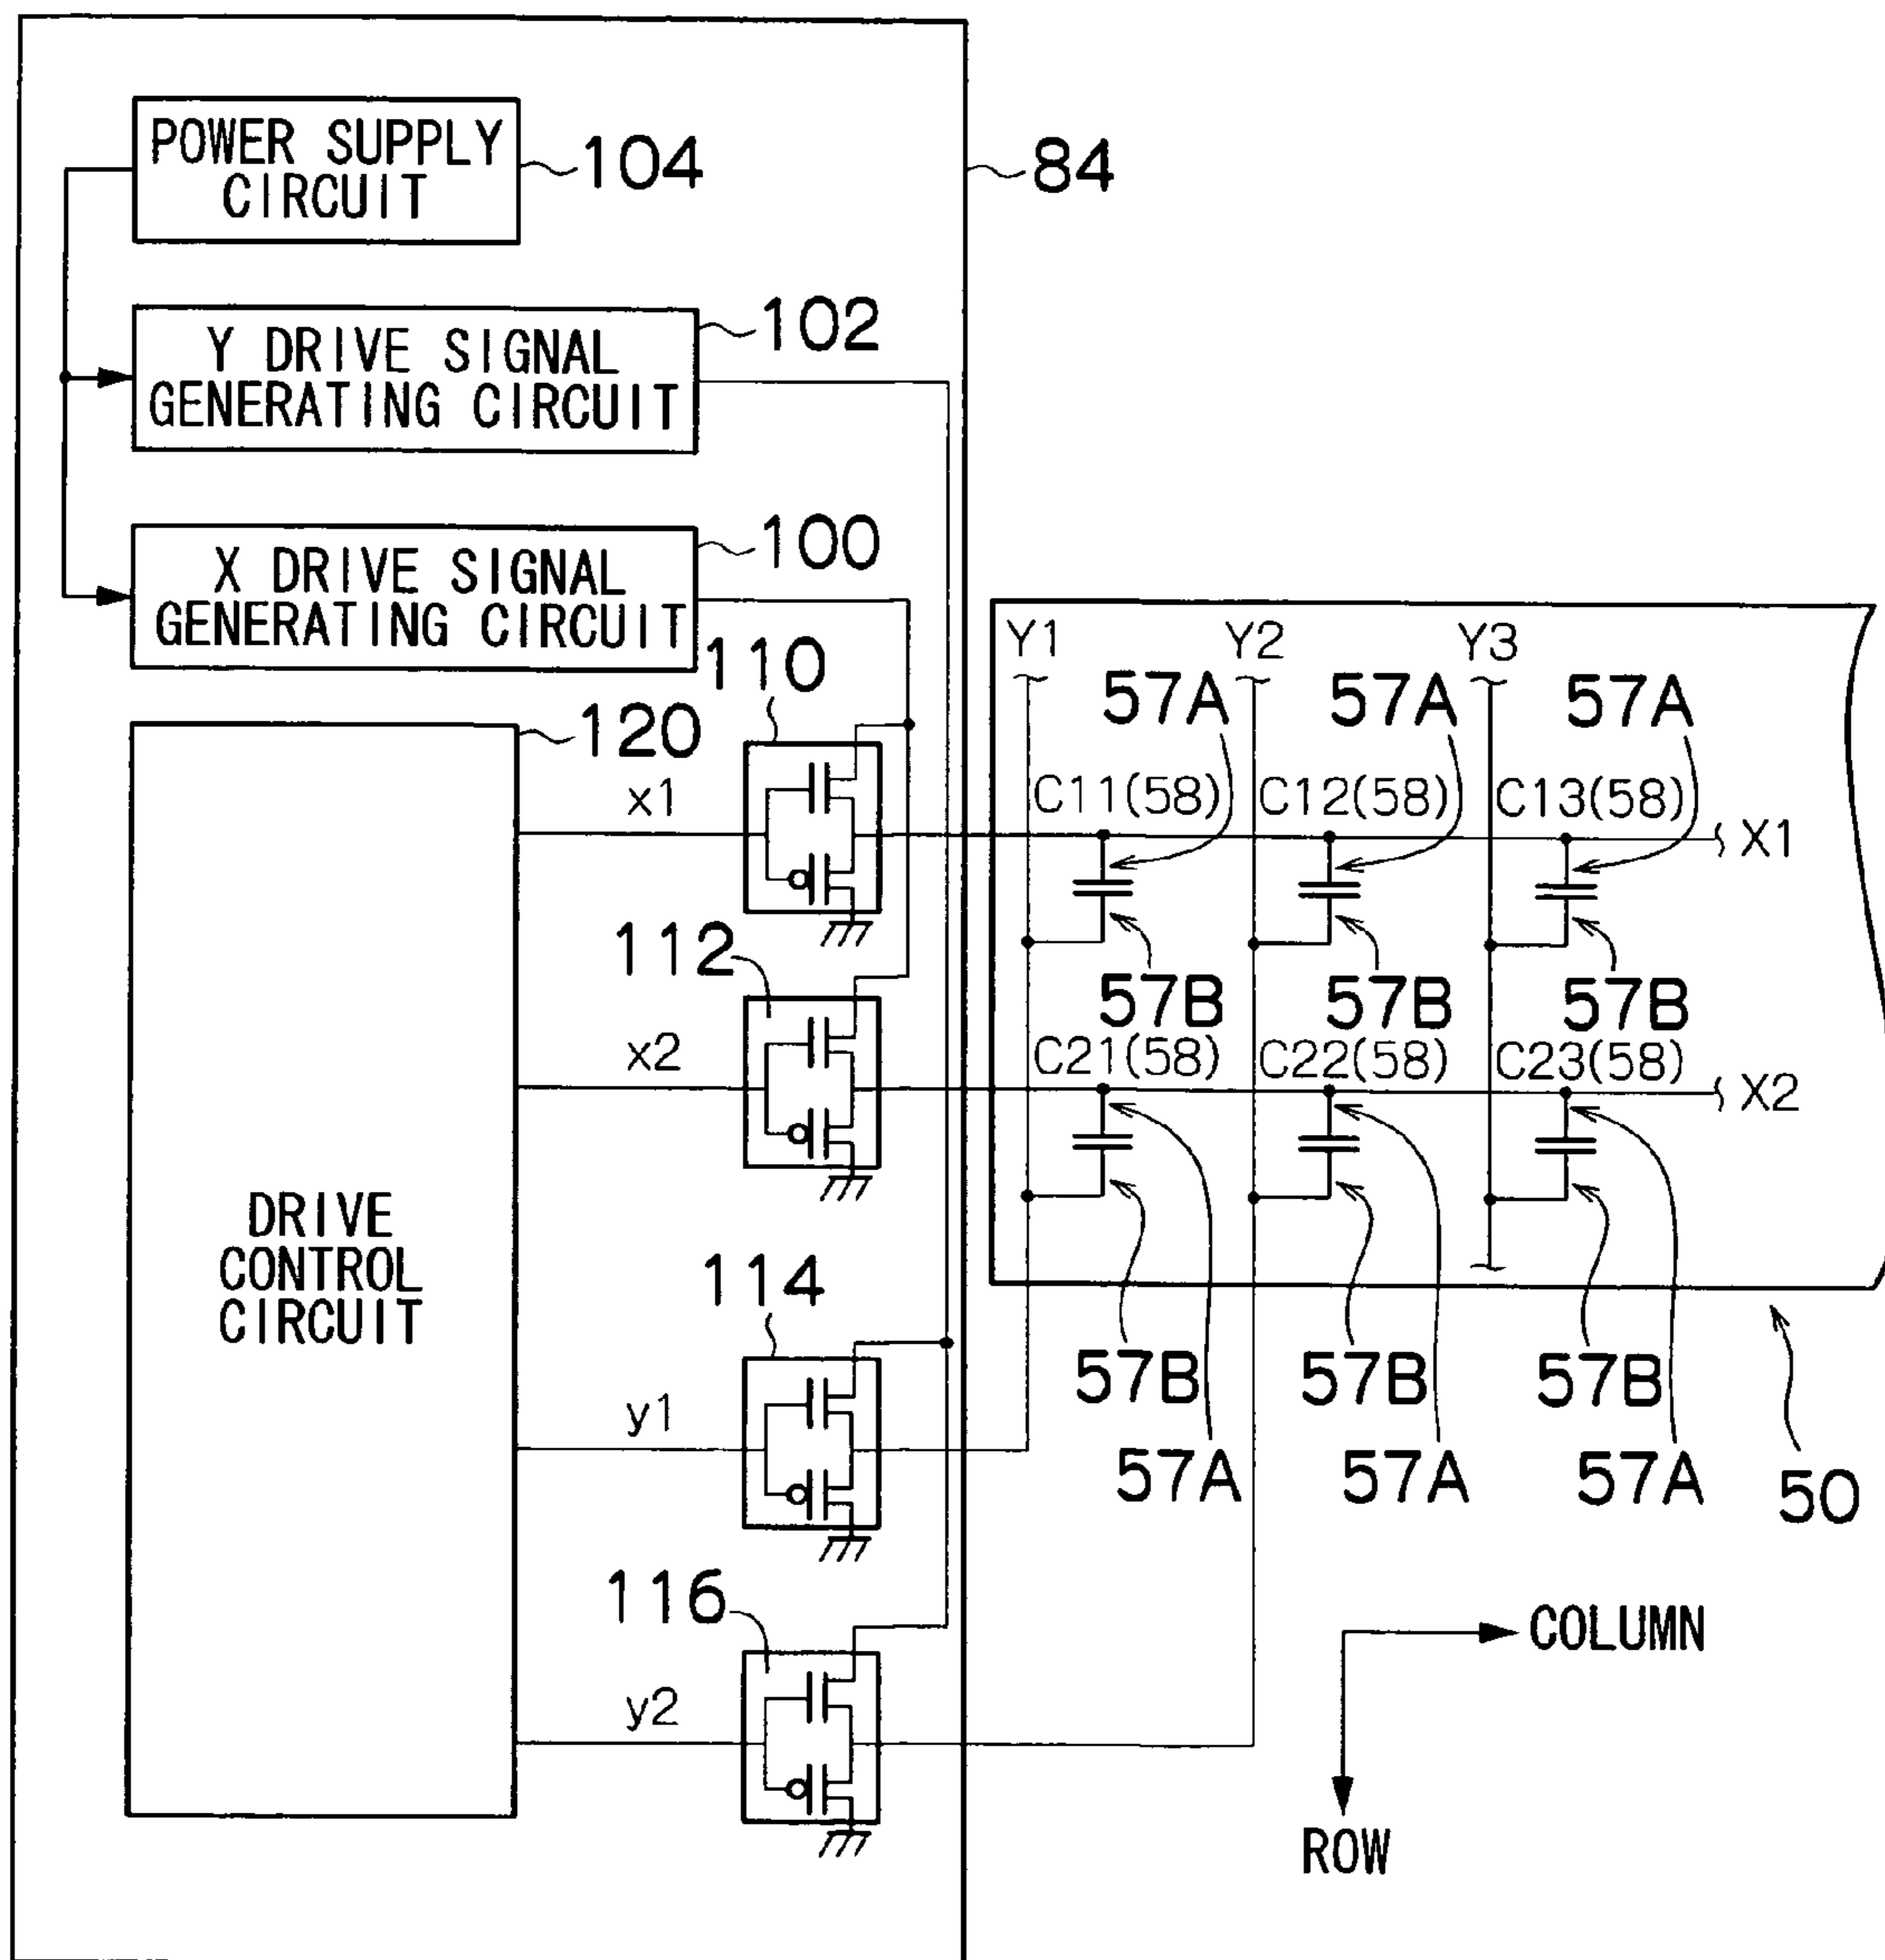 POWER SUPPLY
CIRCUIT
104
84
Y DRIVE SIGNAL
GENERATING CIRCUIT
102
X DRIVE SIGNAL
GENERATING CIRCUIT
100
110
120
DRIVE
CONTROL
CIRCUIT
x1
112
x2
114
y1
116
y2
Y1 Y2 Y3
57A 57A 57A
C11(58) C12(58) C13(58)
X1
57B 57B 57B
C21(58) C22(58) C23(58)
X2
57B 57B 57B
57A 57A 57A
50
COLUMN
ROW